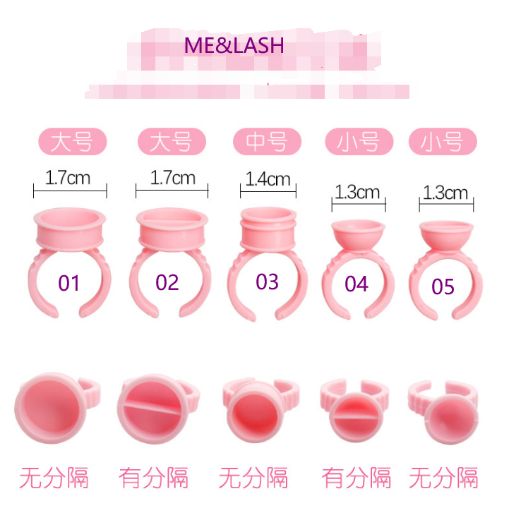 ME&LASH
大号 大号 中号 小号 小号
1.7cm 1.7cm 1.4cm 1.3cm 1.3cm
01 02 03 04 05
无分隔 有分隔 无分隔 有分隔 无分隔